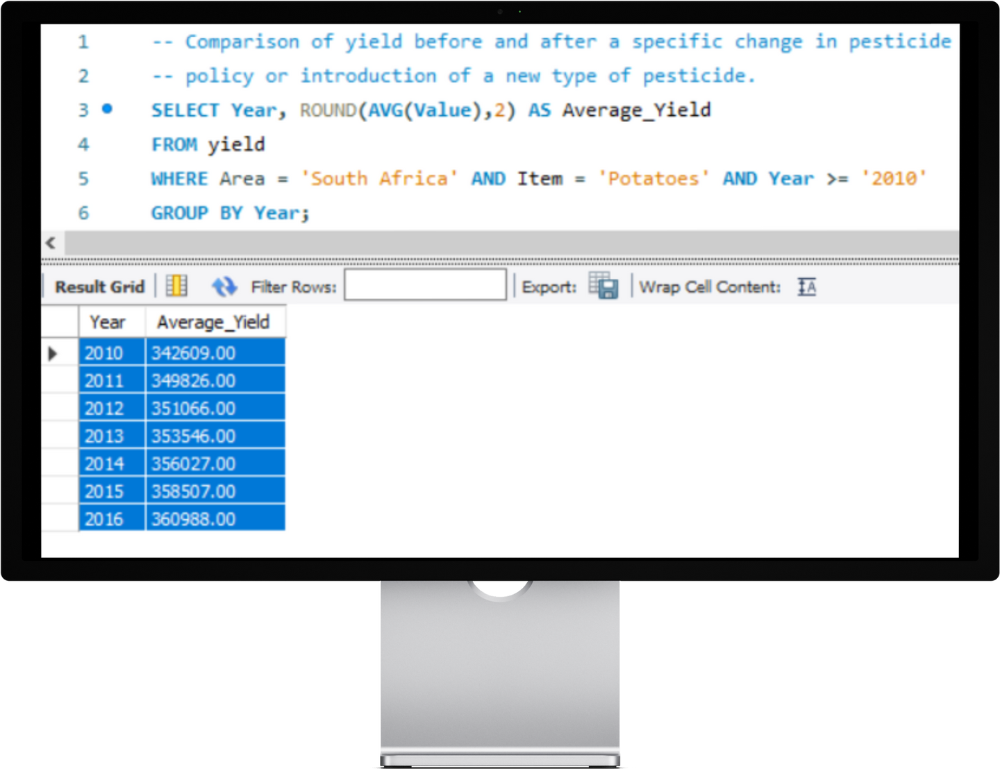 1 -- Comparison of yield before and after a specific change in pesticide
2 -- policy or introduction of a new type of pesticide.
3 SELECT Year, ROUND(AVG(Value),2) AS Average_Yield
4 FROM yield
5 WHERE Area = 'South Africa' AND Item = 'Potatoes' AND Year >= '2010'
6 GROUP BY Year;
Result Grid Filter Rows: Export: Wrap Cell Content:
Year Average_Yield
2010 342609.00
2011 349826.00
2012 351066.00
2013 353546.00
2014 356027.00
2015 358507.00
2016 360988.00